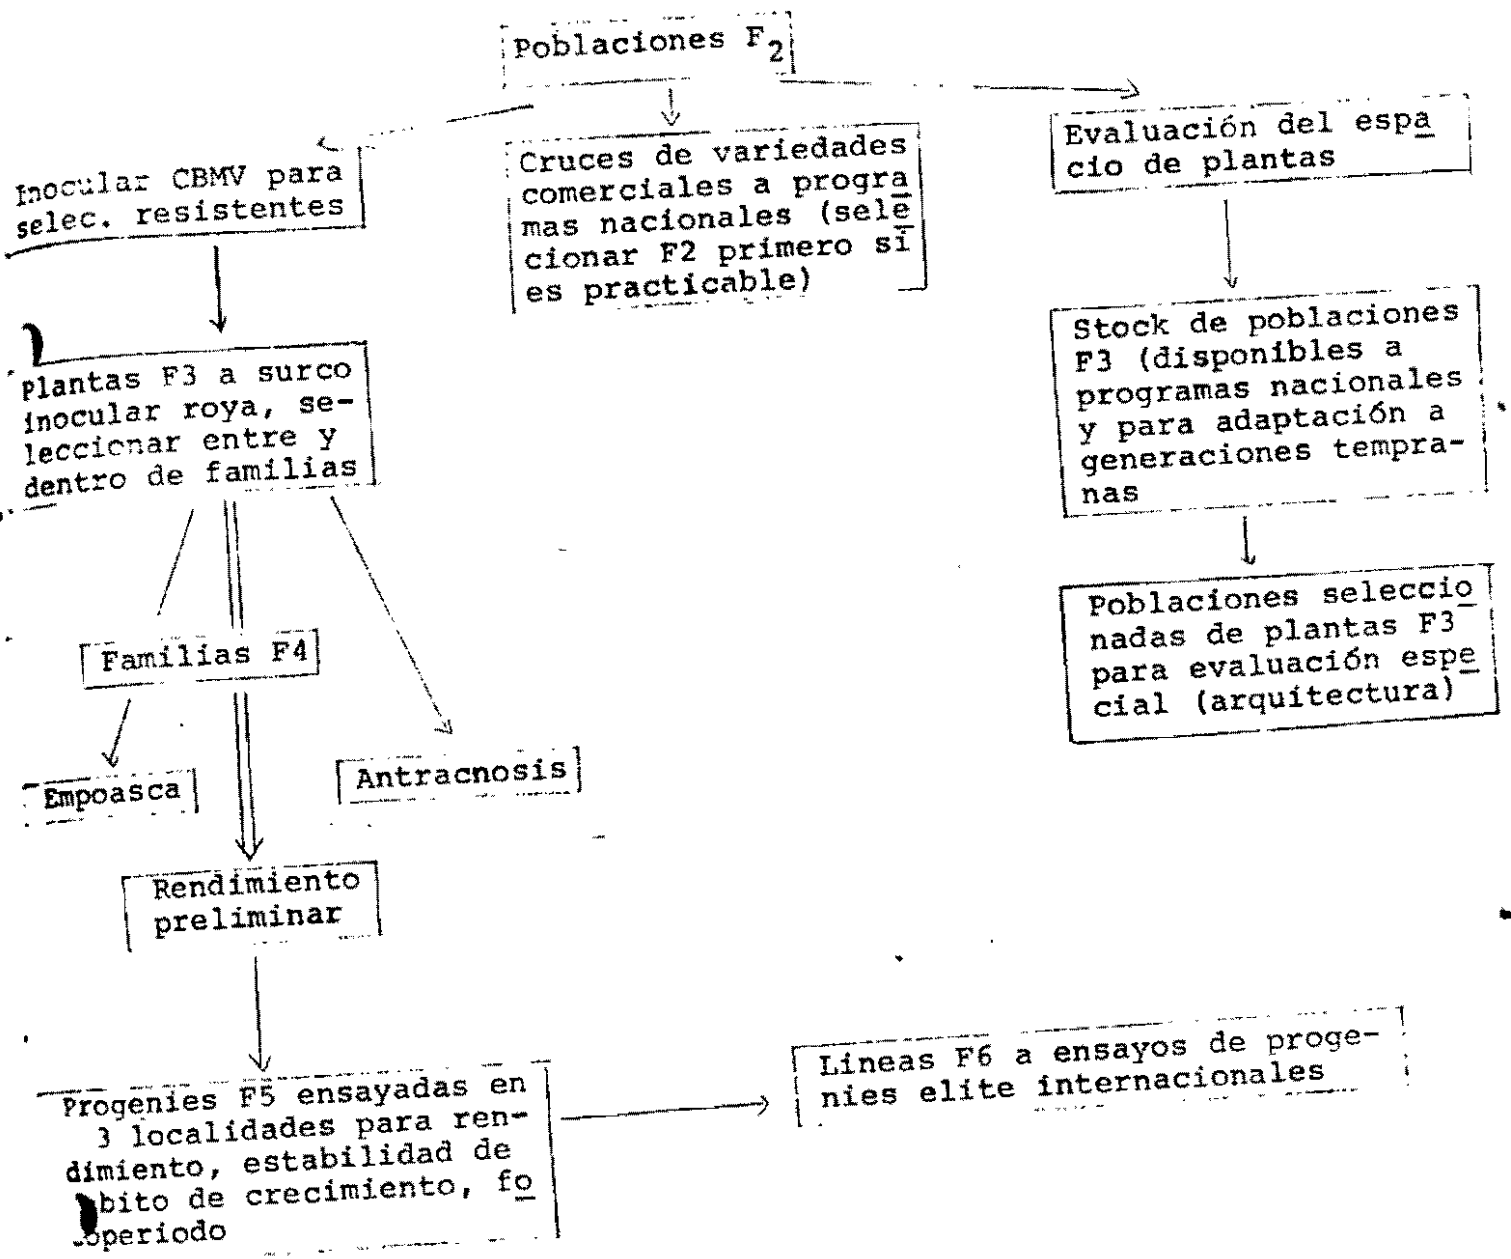 Poblaciones F2
Inocular CBMV para
selec. resistentes
Cruces de variedades
comerciales a progra
mas nacionales (sele
cionar F2 primero si
es practicable)
Evaluación del espa
cio de plantas
Plantas F3 a surco
inocular roya, se-
leccionar entre y
dentro de familias
Stock de poblaciones
F3 (disponibles a
programas nacionales
y para adaptación a
generaciones tempra-
nas
Familias F4
Poblaciones seleccio
nadas de plantas F3
para evaluación espe
cial (arquitectura)
Empoasca
Antracnosis
Rendimiento
preliminar
Progenies F5 ensayadas en
3 localidades para ren-
dimiento, estabilidad de
bito de crecimiento, fo
operiodo
Lineas F6 a ensayos de proge-
nies elite internacionales